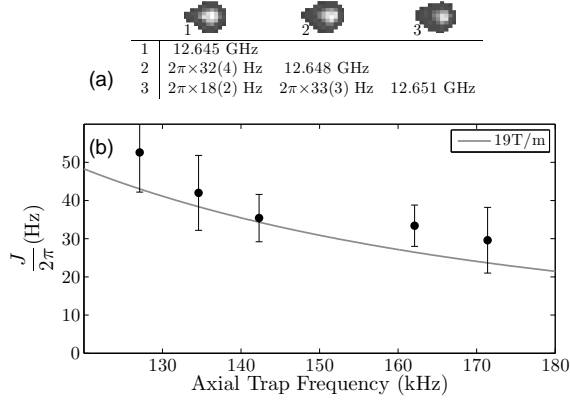 1 2 3
1 12.645 GHz
2 2π×32(4) Hz 12.648 GHz
3 2π×18(2) Hz 2π×33(3) Hz 12.651 GHz
(a)
(b)
19T/m
50
40
30
20
10
0
J/2π (Hz)
130 140 150 160 170 180
Axial Trap Frequency (kHz)